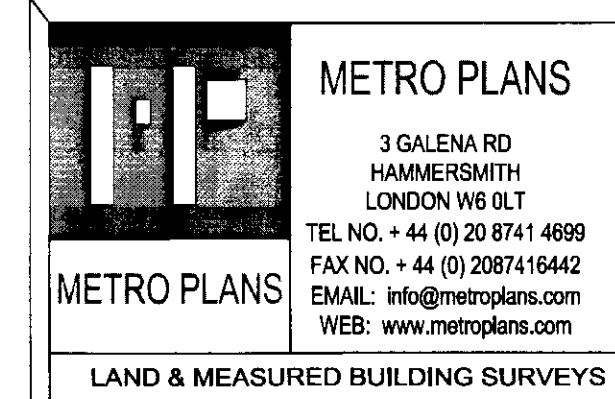 METRO PLANS
METRO PLANS
3 GALENA RD
HAMMERSMITH
LONDON W6 0LT
TEL NO. + 44 (0) 20 8741 4699
FAX NO. + 44 (0) 2087416442
EMAIL: info@metroplans.com
WEB: www.metroplans.com
LAND & MEASURED BUILDING SURVEYS